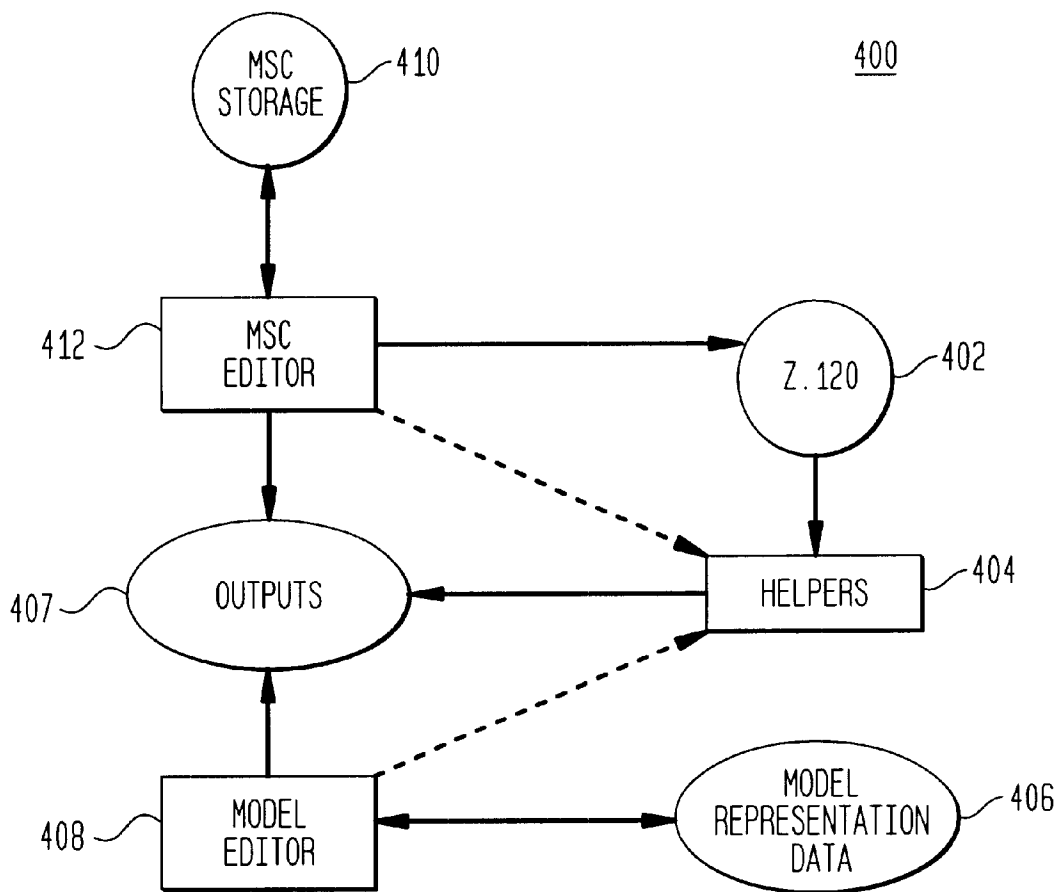 MSC
STORAGE
410
400
412
MSC
EDITOR
Z.120
402
407
OUTPUTS
HELPERS
404
408
MODEL
EDITOR
MODEL
REPRESENTATION
DATA
406